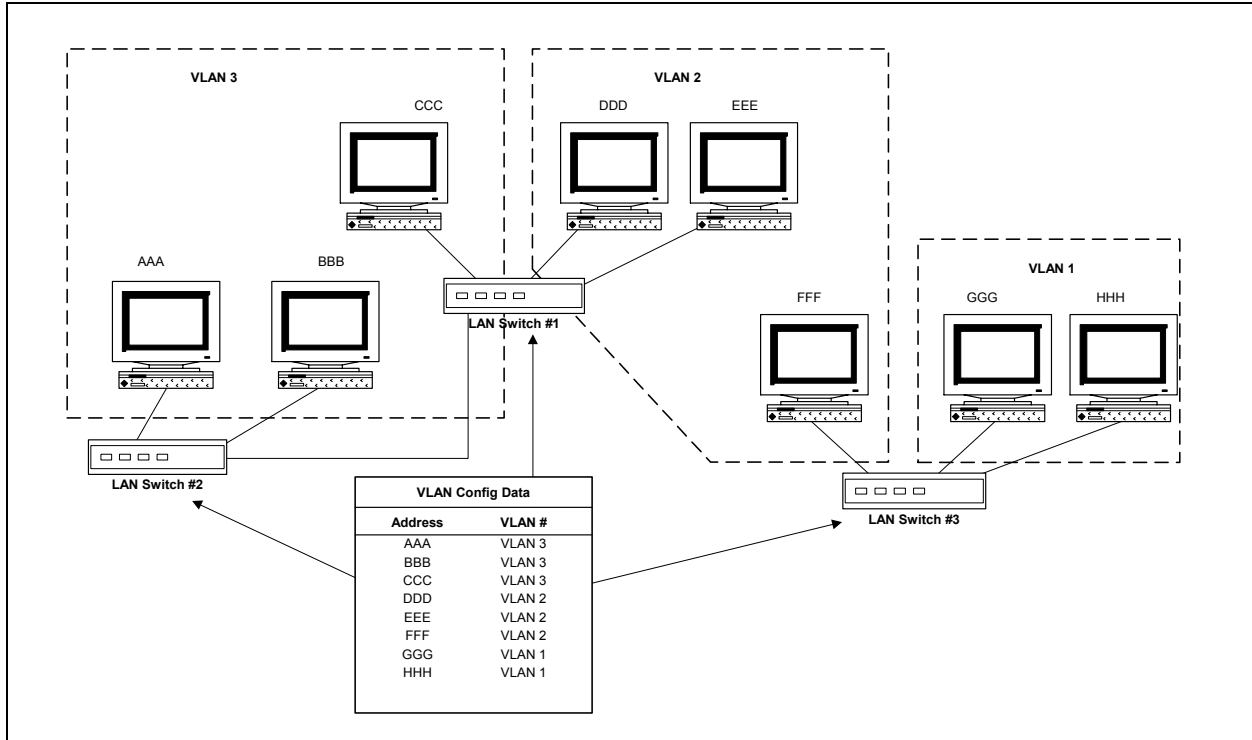 VLAN 3
VLAN 2
CCC
DDD
EEE
AAA
BBB
VLAN 1
FFF
GGG
HHH
LAN Switch #1
LAN Switch #2
LAN Switch #3
VLAN Config Data
Address VLAN #
AAA VLAN 3
BBB VLAN 3
CCC VLAN 3
DDD VLAN 2
EEE VLAN 2
FFF VLAN 2
GGG VLAN 1
HHH VLAN 1